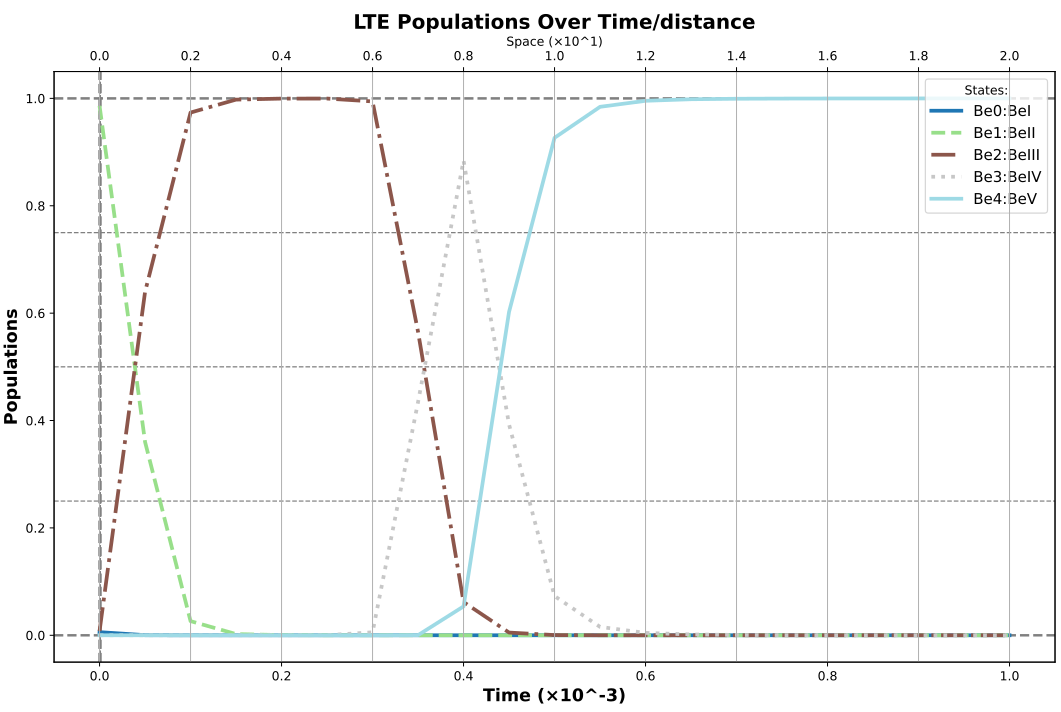 LTE Populations Over Time/distance
Space (×10^1)
0.0 0.2 0.4 0.6 0.8 1.0 1.2 1.4 1.6 1.8 2.0
States:
Be0:BeI
Be1:BeII
Be2:BeIII
Be3:BeIV
Be4:BeV
1.0
0.8
0.6
0.4
0.2
0.0
Populations
0.0 0.2 0.4 0.6 0.8 1.0
Time (×10^-3)